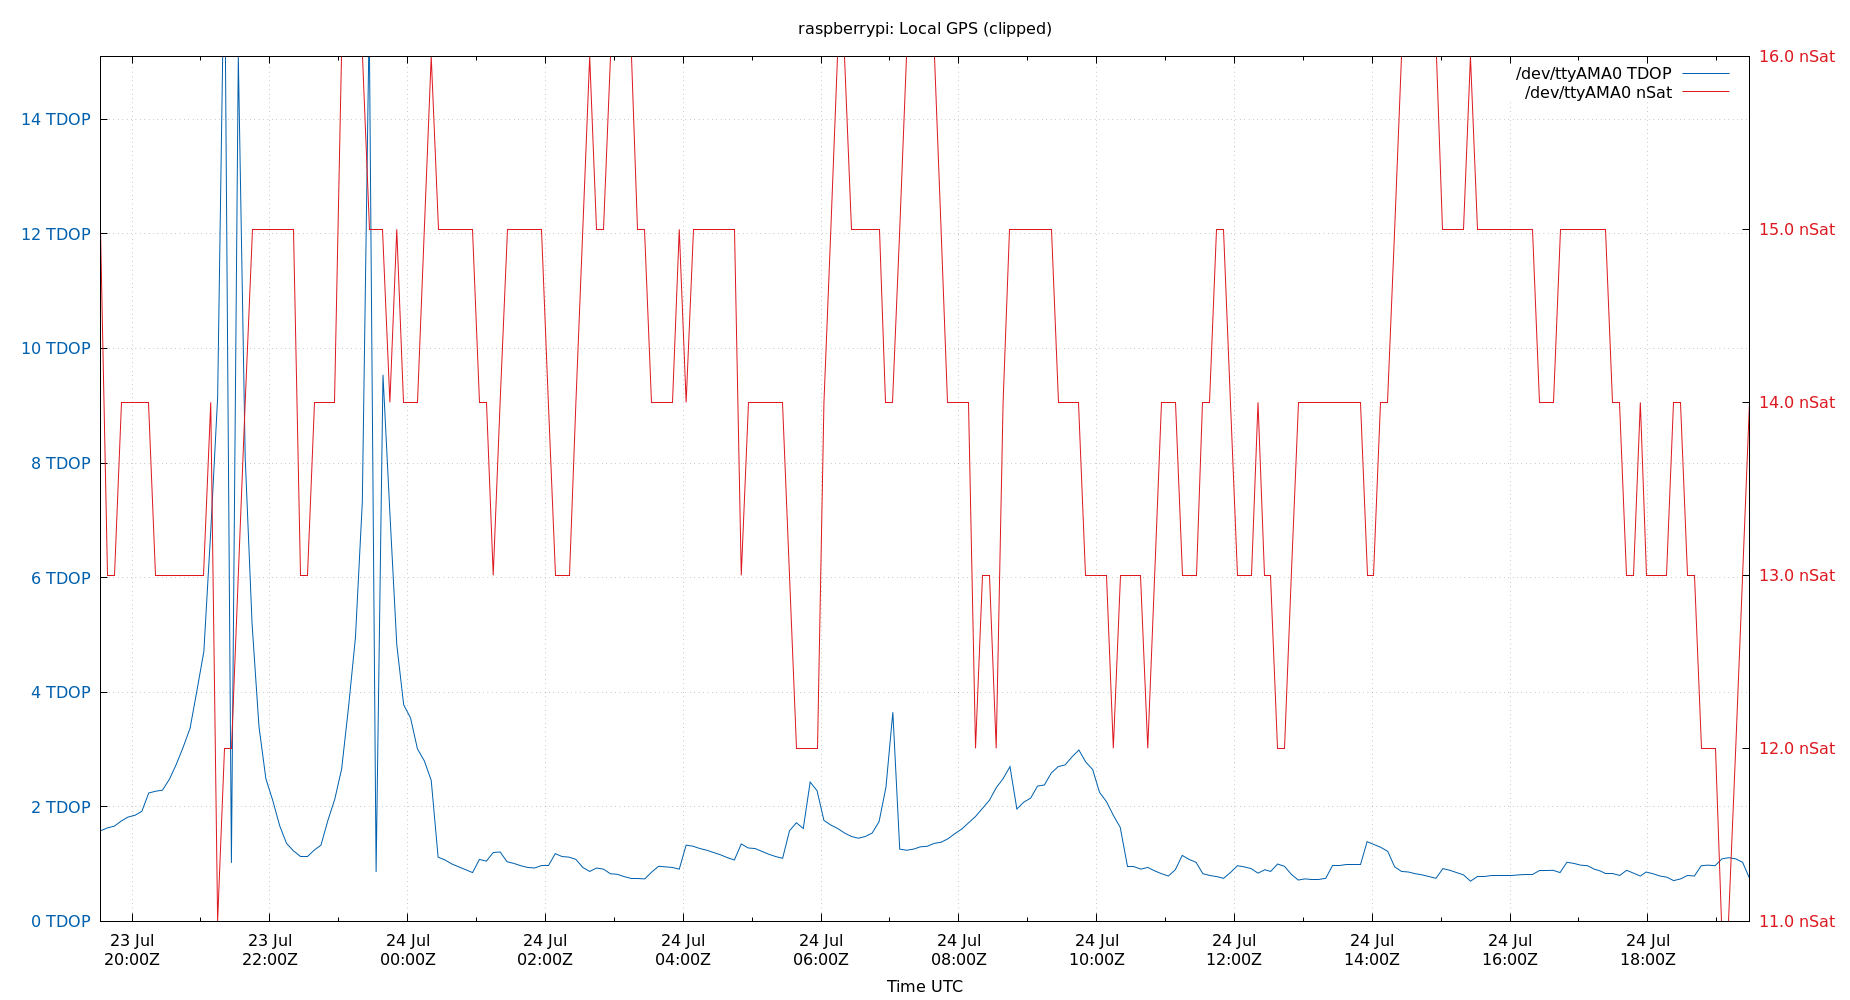 raspberrypi: Local GPS (clipped)
16.0 nSat
/dev/ttyAMA0 TDOP
/dev/ttyAMA0 nSat
14 TDOP
12 TDOP
15.0 nSat
10 TDOP
14.0 nSat
8 TDOP
6 TDOP
13.0 nSat
4 TDOP
12.0 nSat
2 TDOP
0 TDOP
11.0 nSat
23 Jul
20:00Z
23 Jul
22:00Z
24 Jul
00:00Z
24 Jul
02:00Z
24 Jul
04:00Z
24 Jul
06:00Z
24 Jul
08:00Z
24 Jul
10:00Z
24 Jul
12:00Z
24 Jul
14:00Z
24 Jul
16:00Z
24 Jul
18:00Z
Time UTC